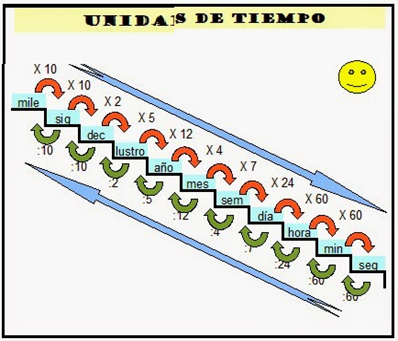 UNIDAS DE TIEMPO
X 10
X 10
X 2
X 5
X 12
X 4
X 7
X 24
X 60
X 60
mile
sig
dec
lustro
año
mes
sem
día
hora
min
seg
:10
:10
:2
:5
:12
:4
:7
:24
:60
:60